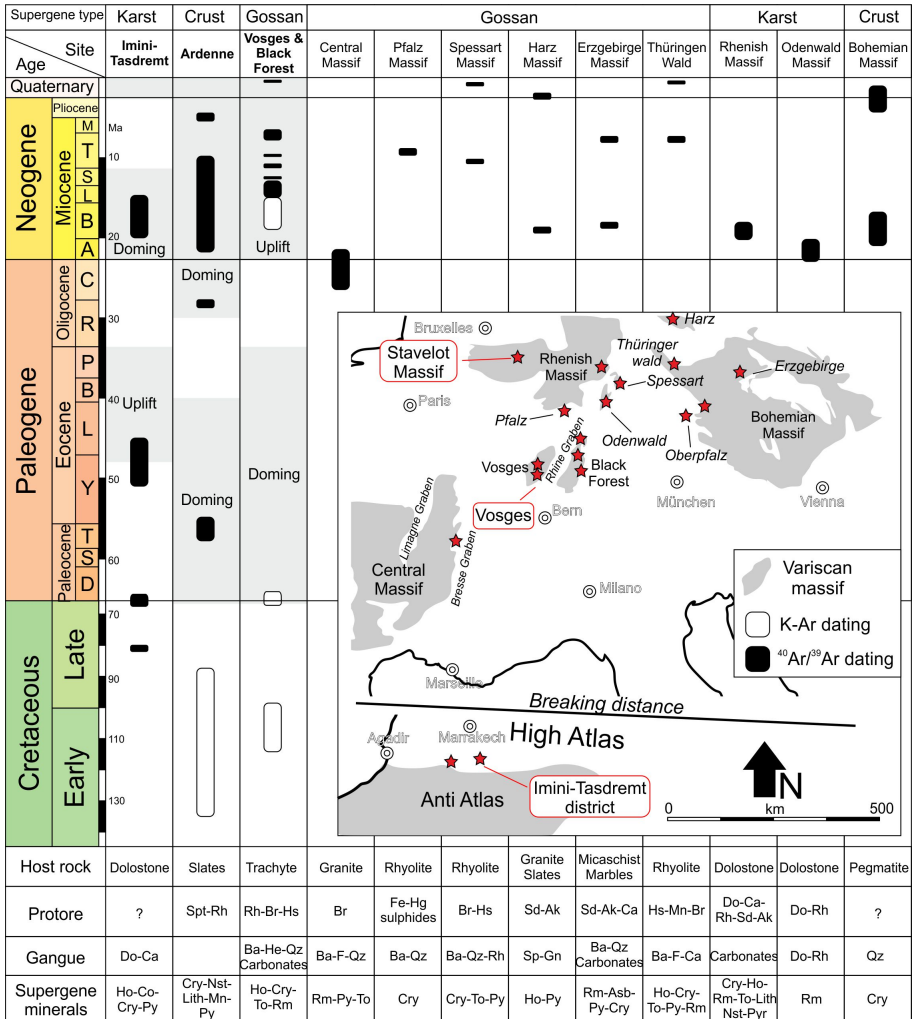 Supergene type
Karst
Crust
Gossan
Gossan
Karst
Crust
Age
Site
Imini-
Tasdremt
Ardenne
Vosges &
Black
Forest
Central
Massif
Pfalz
Massif
Spessart
Massif
Harz
Massif
Erzgebirge
Massif
Thüringen
Wald
Rhenish
Massif
Odenwald
Massif
Bohemian
Massif
Quaternary
Neogene
Pliocene
Miocene
M
T
S
L
B
A
Ma
10
20
Doming
Uplift
Paleogene
Oligocene
C
R
Doming
30
Eocene
P
B
L
Y
Uplift
40
50
Doming
Doming
Paleocene
T
S
D
60
Cretaceous
Late
Early
70
90
110
130
Bruxelles
Stavelot
Massif
Rhenish
Massif
Thüringer
wald
Harz
Erzgebirge
Spessart
Paris
Pfalz
Odenwald
Bohemian
Massif
Oberpfalz
Vosges
Rhine Graben
Black
Forest
München
Vienna
Vosges
Bern
Limagne Graben
Bresse Graben
Central
Massif
Milano
Variscan
massif
K-Ar dating
40Ar/39Ar dating
Marseille
Breaking distance
Agadir
Marrakech
High Atlas
Anti Atlas
Imini-Tasdremt
district
N
0
km
500
Host rock
Dolostone
Slates
Trachyte
Granite
Rhyolite
Rhyolite
Granite
Slates
Micaschist
Marbles
Rhyolite
Dolostone
Dolostone
Pegmatite
Protore
?
Spt-Rh
Rh-Br-Hs
Br
Fe-Hg
sulphides
Br-Hs
Sd-Ak
Sd-Ak-Ca
Hs-Mn-Br
Do-Ca-
Rh-Sd-Ak
Do-Rh
?
Gangue
Do-Ca
Ba-He-Qz
Carbonates
Ba-F-Qz
Ba-Qz
Ba-Qz-Rh
Sp-Gn
Ba-Qz
Carbonates
Ba-F-Ca
Carbonates
Do-Rh
Qz
Supergene
minerals
Ho-Co-
Cry-Py
Cry-Nst-
Lith-Mn-
Py
Ho-Cry-
To-Rm
Rm-Py-To
Cry
Cry-To-Py
Ho-Py
Rm-Asb-
Py-Cry
Ho-Cry-
To-Py-Rm
Cry-Ho-
Rm-To-Lith
Nst-Pyr
Rm
Cry